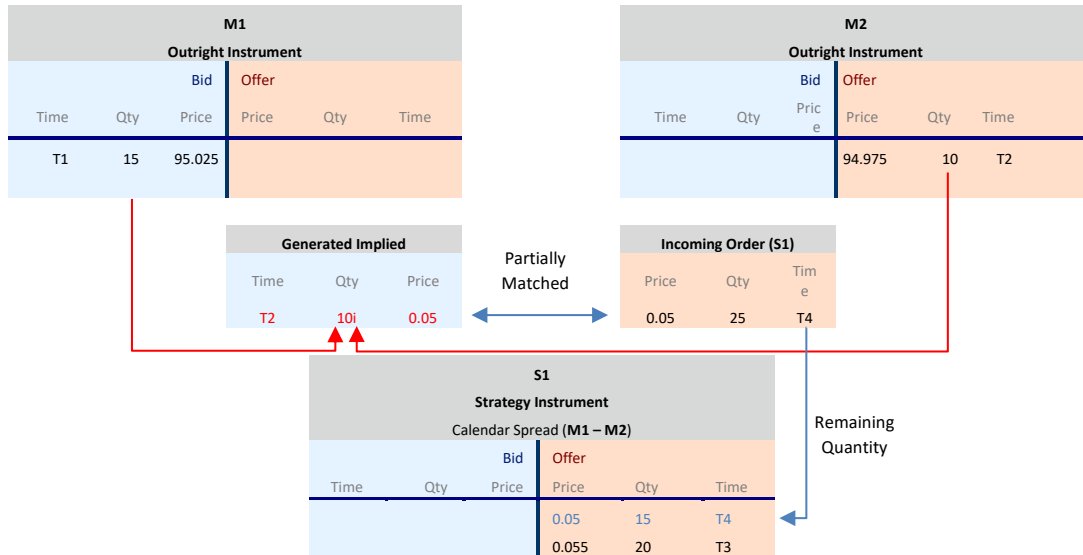 M1
Outright Instrument
Bid Offer
Time Qty Price Price Qty Time
T1 15 95.025
M2
Outright Instrument
Bid Offer
Time Qty Pric
e Price Qty Time
94.975 10 T2
Generated Implied
Time Qty Price
T2 10i 0.05
Partially
Matched
Incoming Order (S1)
Price Qty Tim
e
0.05 25 T4
S1
Strategy Instrument
Calendar Spread (M1 – M2)
Bid Offer
Time Qty Price Price Qty Time
0.05 15 T4
0.055 20 T3
Remaining
Quantity